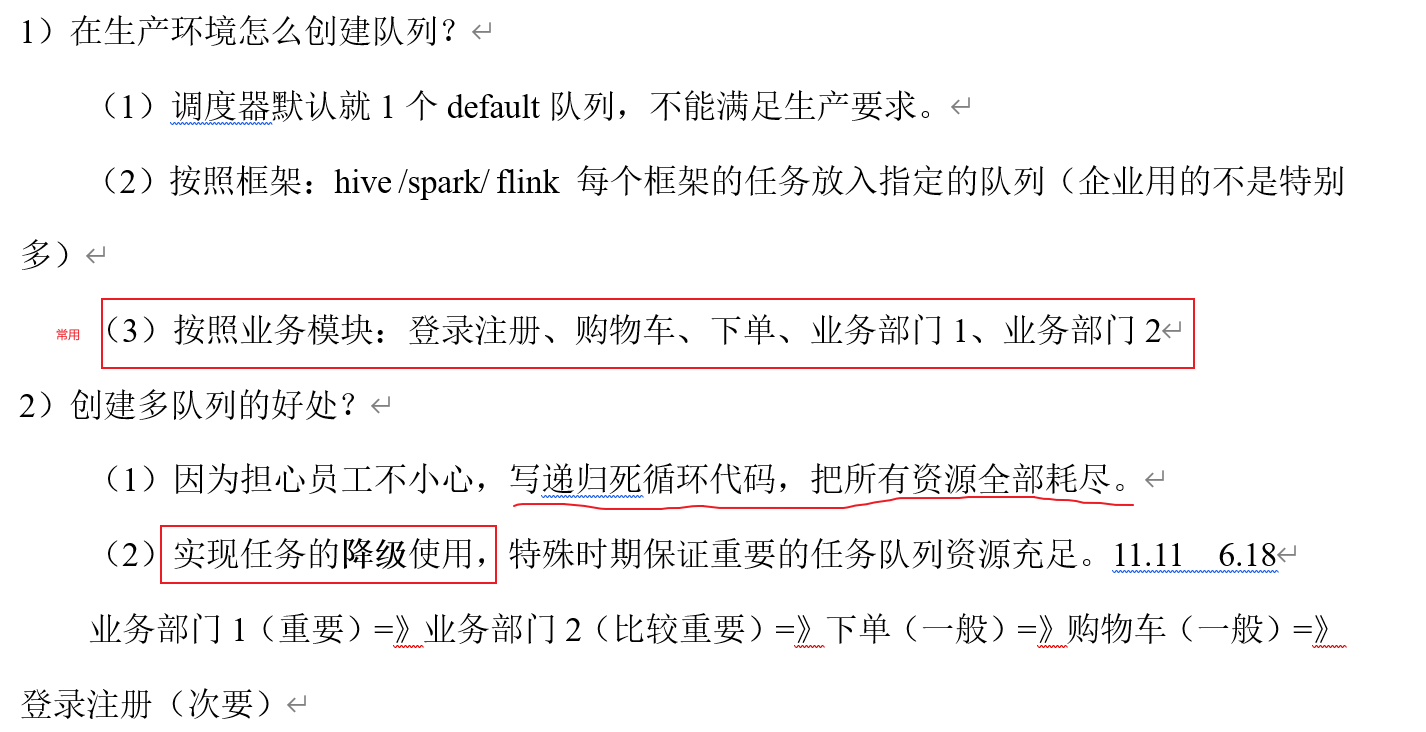 1）在生产环境怎么创建队列？
（1）调度器默认就 1 个 default 队列，不能满足生产要求。
（2）按照框架：hive /spark/ flink 每个框架的任务放入指定的队列（企业用的不是特别
多）
常用 （3）按照业务模块：登录注册、购物车、下单、业务部门 1、业务部门 2
2）创建多队列的好处？
（1）因为担心员工不小心，写递归死循环代码，把所有资源全部耗尽。
（2）实现任务的降级使用，特殊时期保证重要的任务队列资源充足。11.11 6.18
业务部门 1（重要）=》业务部门 2（比较重要）=》下单（一般）=》购物车（一般）=》
登录注册（次要）